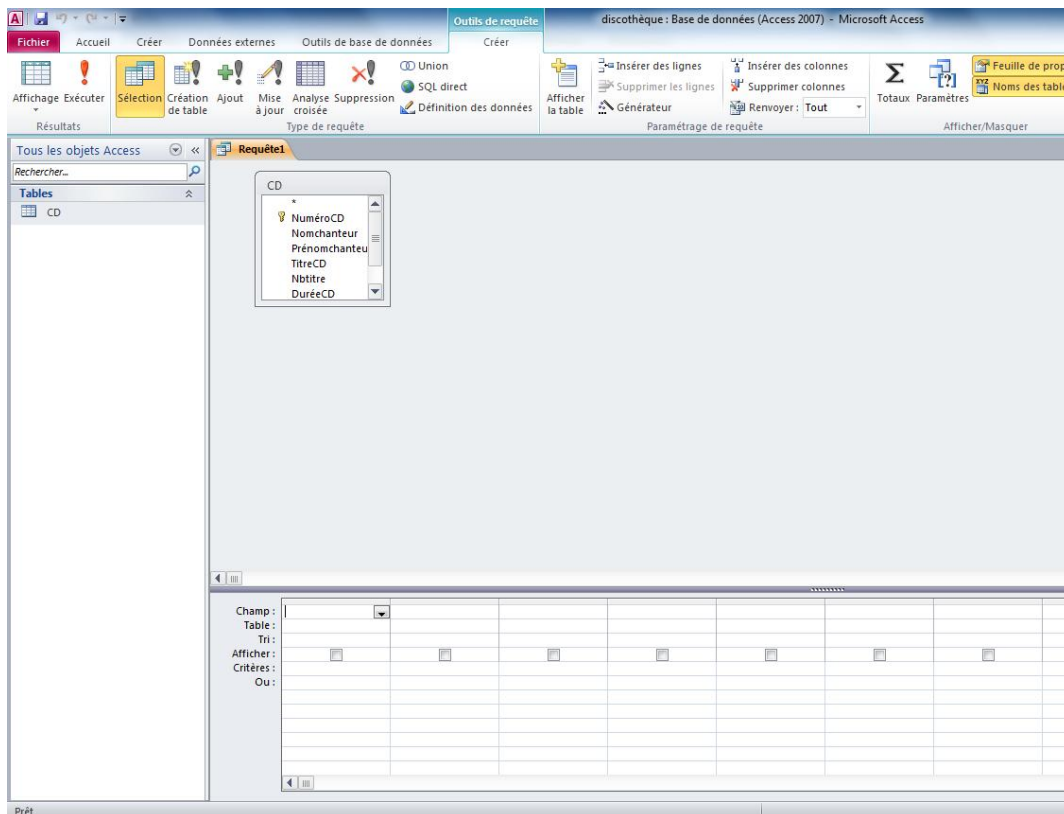 Outils de requête
discothèque : Base de données (Access 2007) - Microsoft Access
Fichier Accueil Créer Données externes Outils de base de données Créer
Affichage Exécuter
Résultats
Sélection Création de table Ajout Mise à jour Analyse croisée Suppression
Union
SQL direct
Définition des données
Type de requête
Afficher la table
Insérer des lignes
Supprimer les lignes
Générateur
Insérer des colonnes
Supprimer colonnes
Renvoyer : Tout
Paramétrage de requête
Totaux Paramètres
Feuille de prop
Noms des table
Afficher/Masquer
Tous les objets Access
Rechercher...
Tables
CD
Requête1
CD
*
NuméroCD
Nomchanteur
Prénomchanteu
TitreCD
Nbtitre
DuréeCD
Champ :
Table :
Tri :
Afficher :
Critères :
Ou :
Prêt